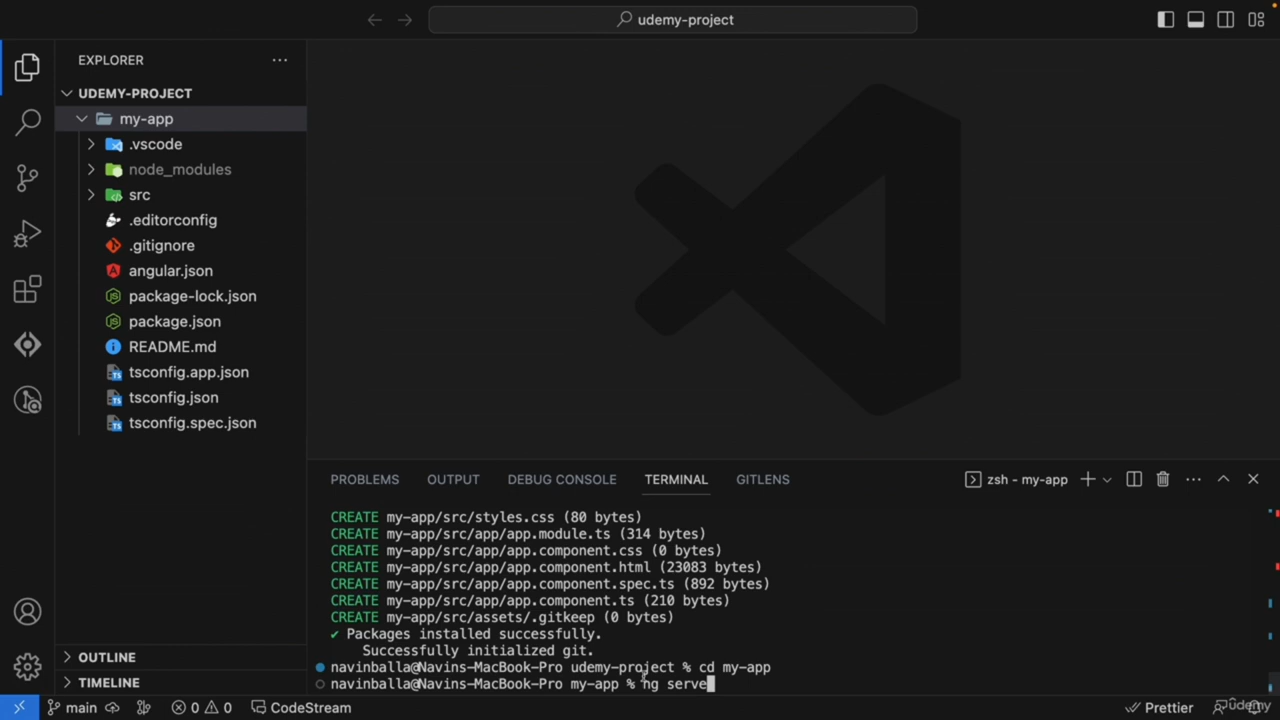 udemy-project
EXPLORER
UDEMY-PROJECT
my-app
.vscode
node_modules
src
.editorconfig
.gitignore
angular.json
package-lock.json
package.json
README.md
tsconfig.app.json
tsconfig.json
tsconfig.spec.json
OUTLINE
TIMELINE
PROBLEMS OUTPUT DEBUG CONSOLE TERMINAL GITLENS
zsh - my-app
CREATE my-app/src/styles.css (80 bytes)
CREATE my-app/src/app/app.module.ts (314 bytes)
CREATE my-app/src/app/app.component.css (0 bytes)
CREATE my-app/src/app/app.component.html (23083 bytes)
CREATE my-app/src/app/app.component.spec.ts (892 bytes)
CREATE my-app/src/app/app.component.ts (210 bytes)
CREATE my-app/src/assets/.gitkeep (0 bytes)
✔ Packages installed successfully.
Successfully initialized git.
navinballa@Navins-MacBook-Pro udemy-project % cd my-app
navinballa@Navins-MacBook-Pro my-app % ng serve
main 0 0 CodeStream Prettier
Udemy